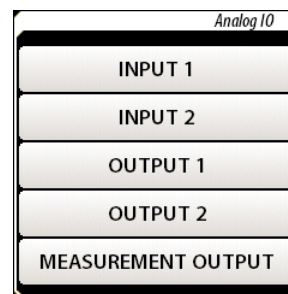 Analog IO
INPUT 1
INPUT 2
OUTPUT 1
OUTPUT 2
MEASUREMENT OUTPUT